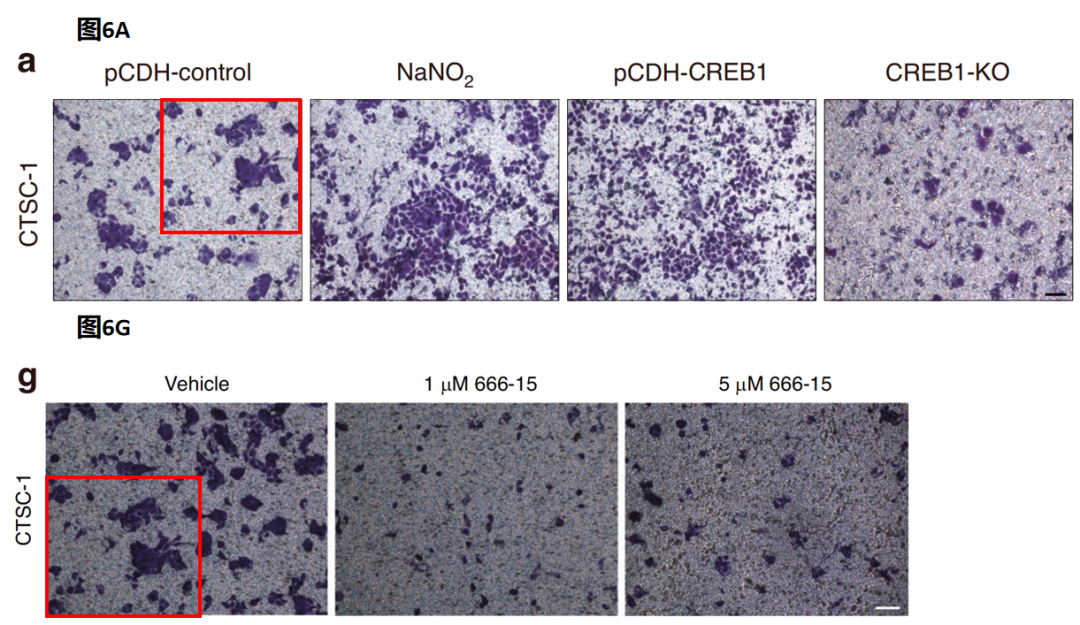 图6A
a
pCDH-control NaNO₂ pCDH-CREB1 CREB1-KO
CTSC-1
图6G
g
Vehicle 1 μM 666-15 5 μM 666-15
CTSC-1